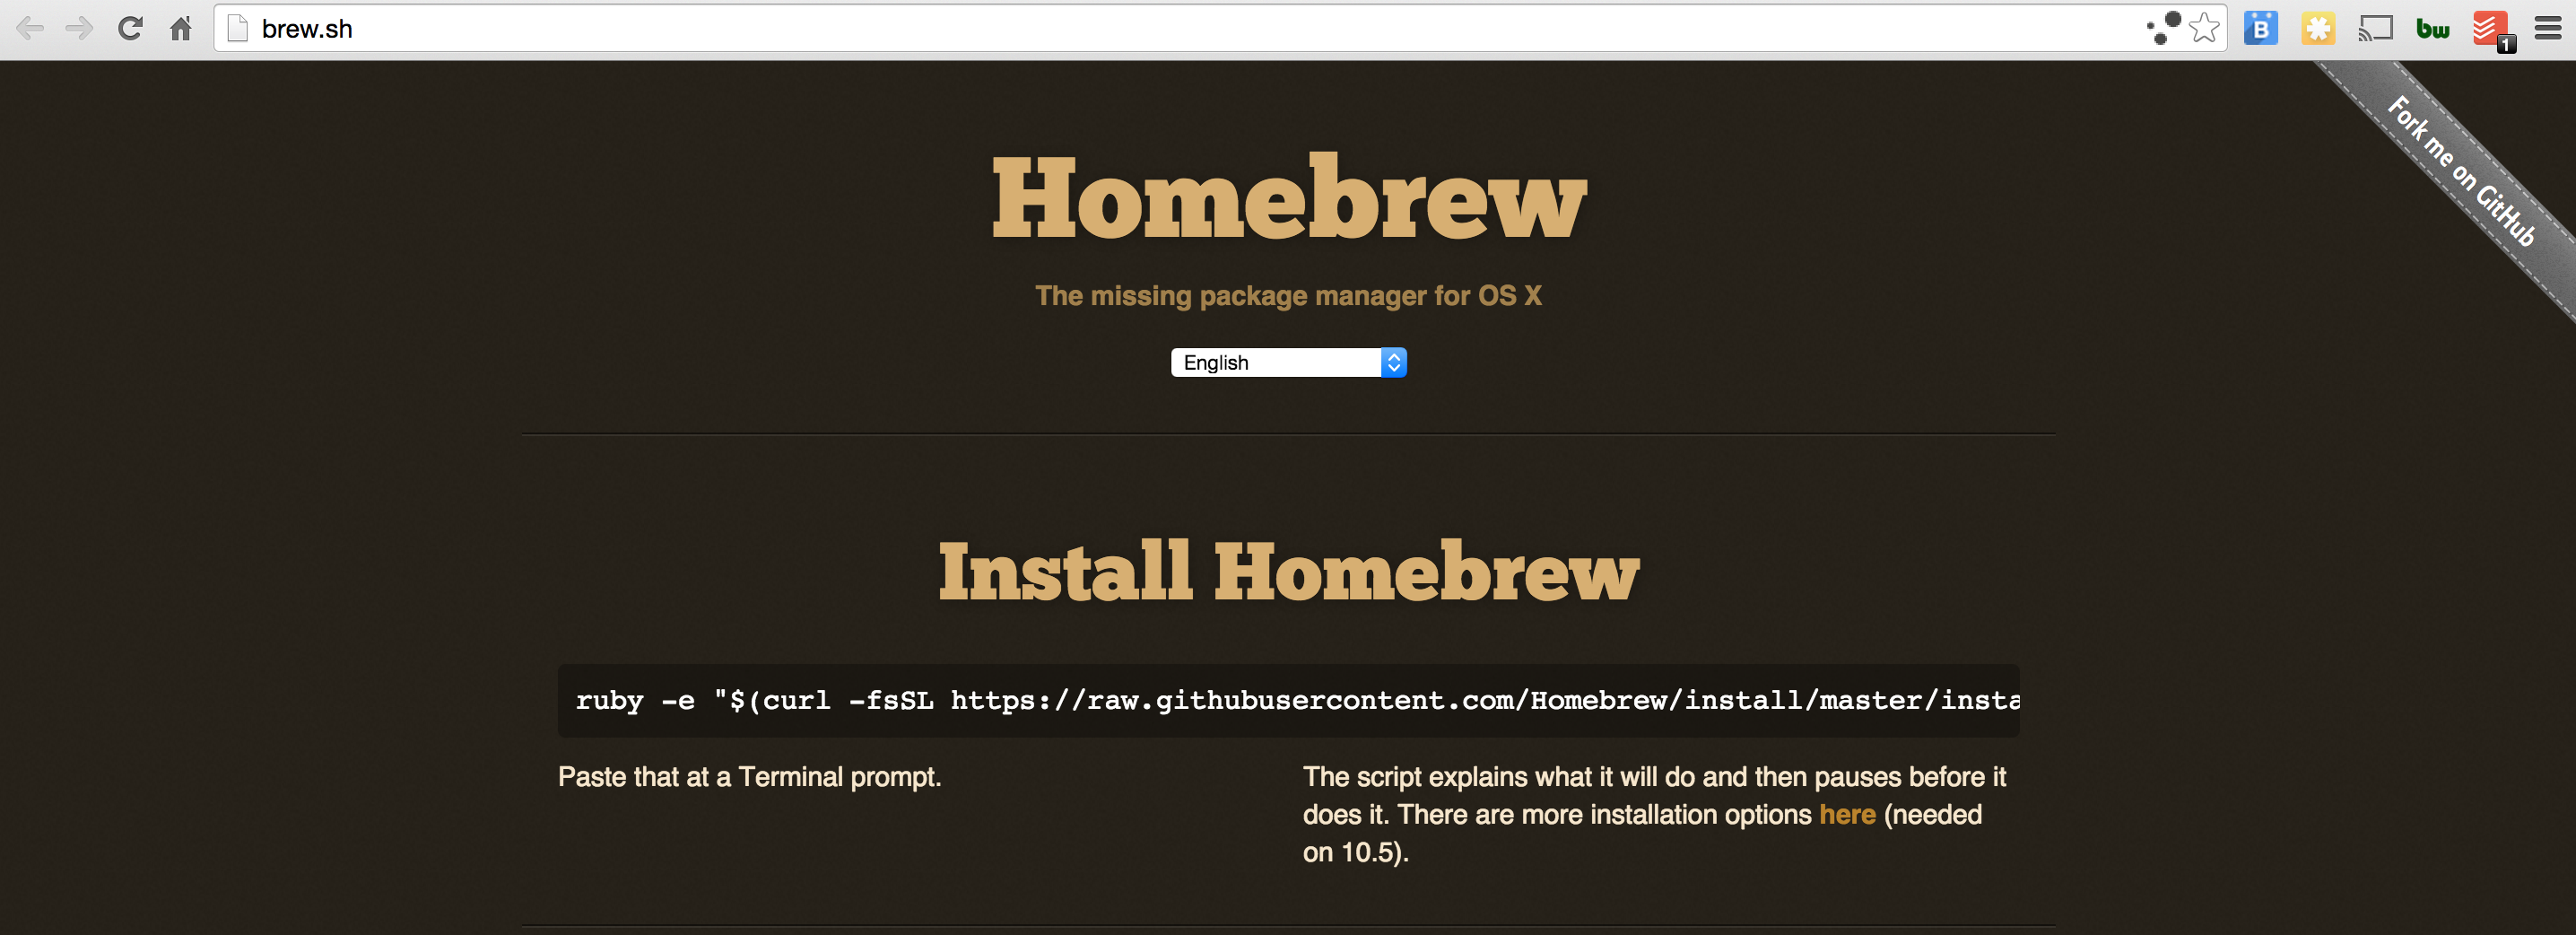 brew.sh
B
bw
1
Fork me on GitHub
Homebrew
The missing package manager for OS X
English
Install Homebrew
ruby -e "$(curl -fsSL https://raw.githubusercontent.com/Homebrew/install/master/insta
Paste that at a Terminal prompt.
The script explains what it will do and then pauses before it
does it. There are more installation options here (needed
on 10.5).